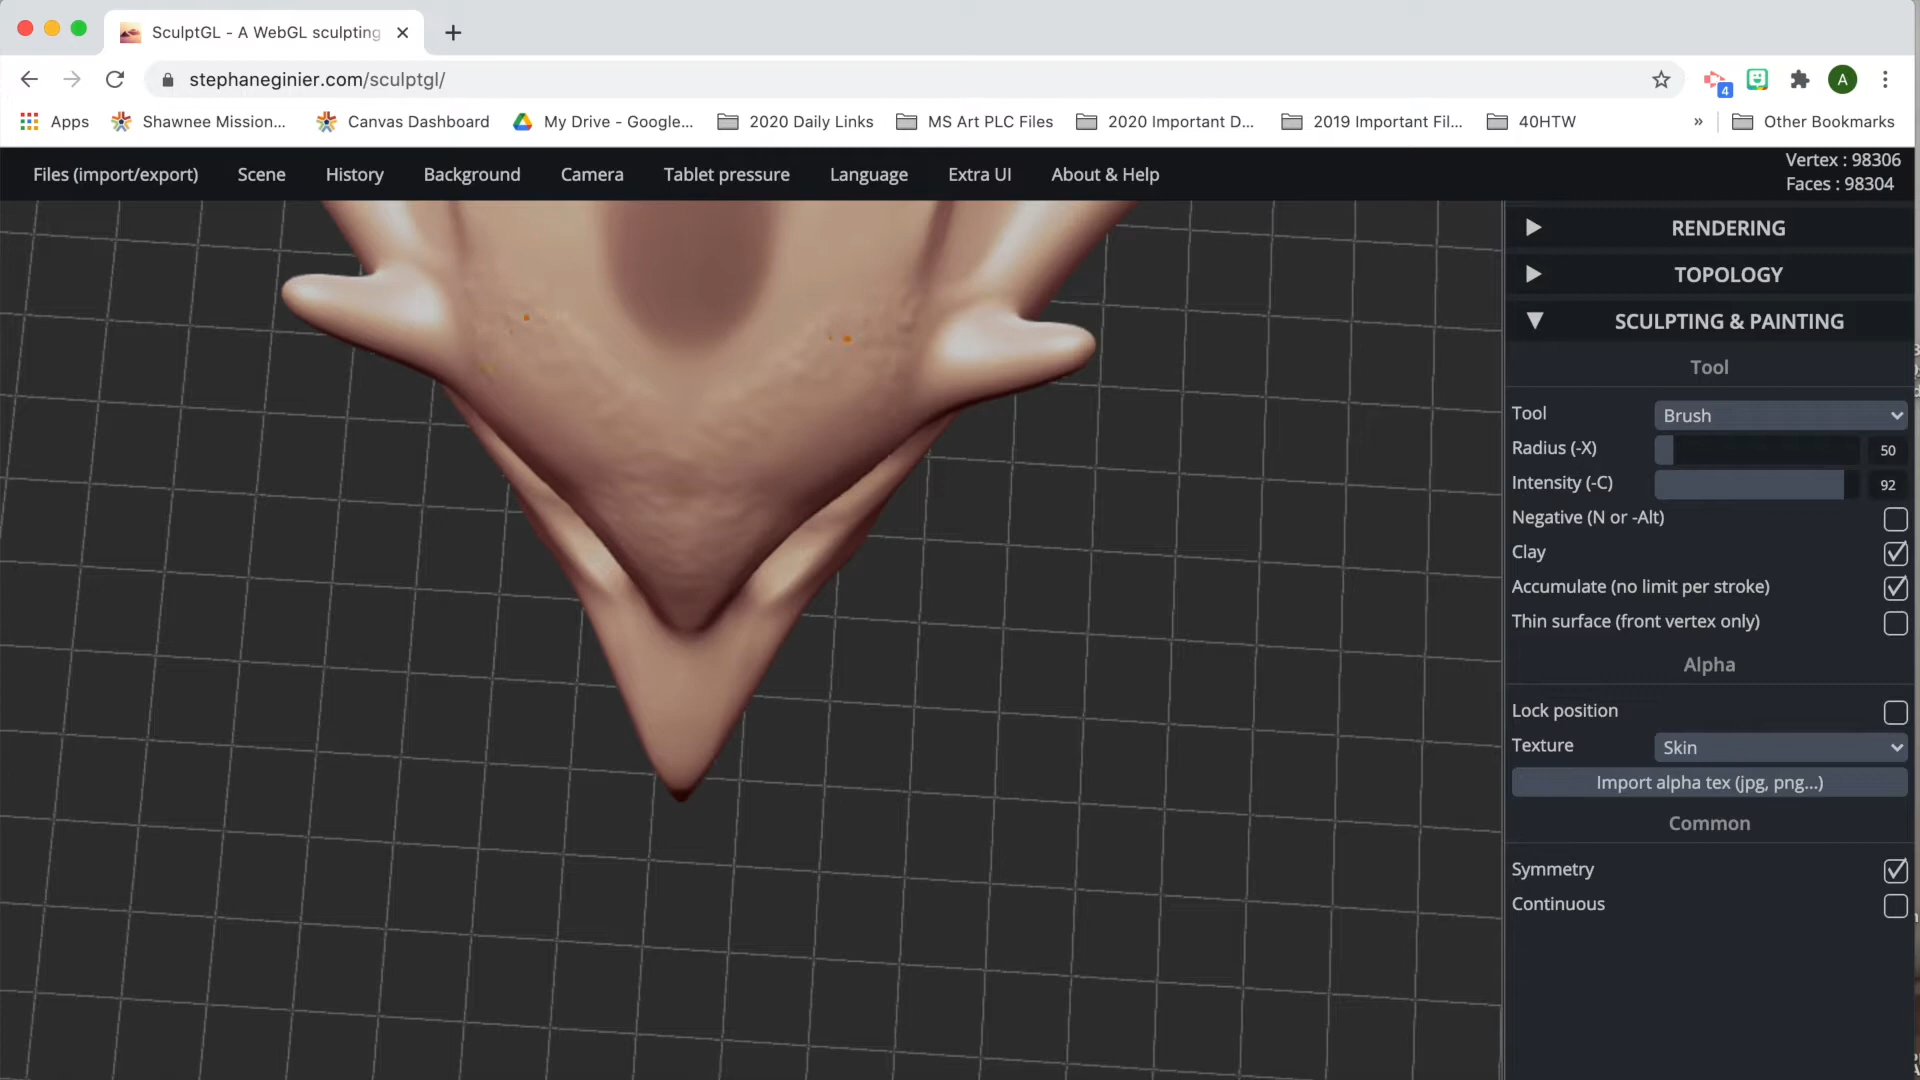 SculptGL - A WebGL sculpting
stephaneginier.com/sculptgl/
4
A
Apps
Shawnee Mission...
Canvas Dashboard
My Drive - Google...
2020 Daily Links
MS Art PLC Files
2020 Important D...
2019 Important Fil...
40HTW
»
Other Bookmarks
Files (import/export)
Scene
History
Background
Camera
Tablet pressure
Language
Extra UI
About & Help
Vertex : 98306
Faces : 98304
RENDERING
TOPOLOGY
SCULPTING & PAINTING
Tool
Tool
Brush
Radius (-X)
50
Intensity (-C)
92
Negative (N or -Alt)
Clay
Accumulate (no limit per stroke)
Thin surface (front vertex only)
Alpha
Lock position
Texture
Skin
Import alpha tex (jpg, png...)
Common
Symmetry
Continuous